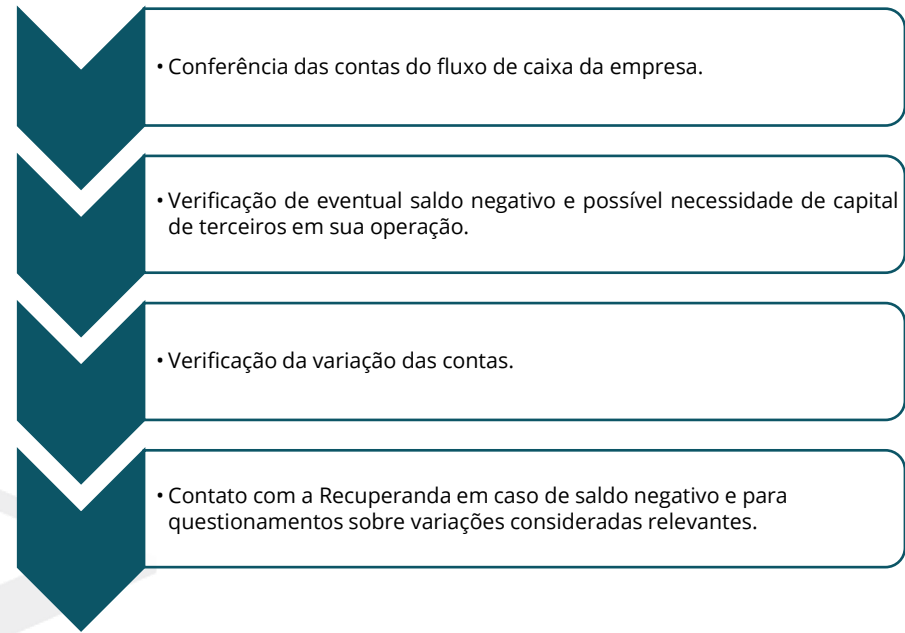 • Conferência das contas do fluxo de caixa da empresa.
• Verificação de eventual saldo negativo e possível necessidade de capital
de terceiros em sua operação.
• Verificação da variação das contas.
• Contato com a Recuperanda em caso de saldo negativo e para
questionamentos sobre variações consideradas relevantes.